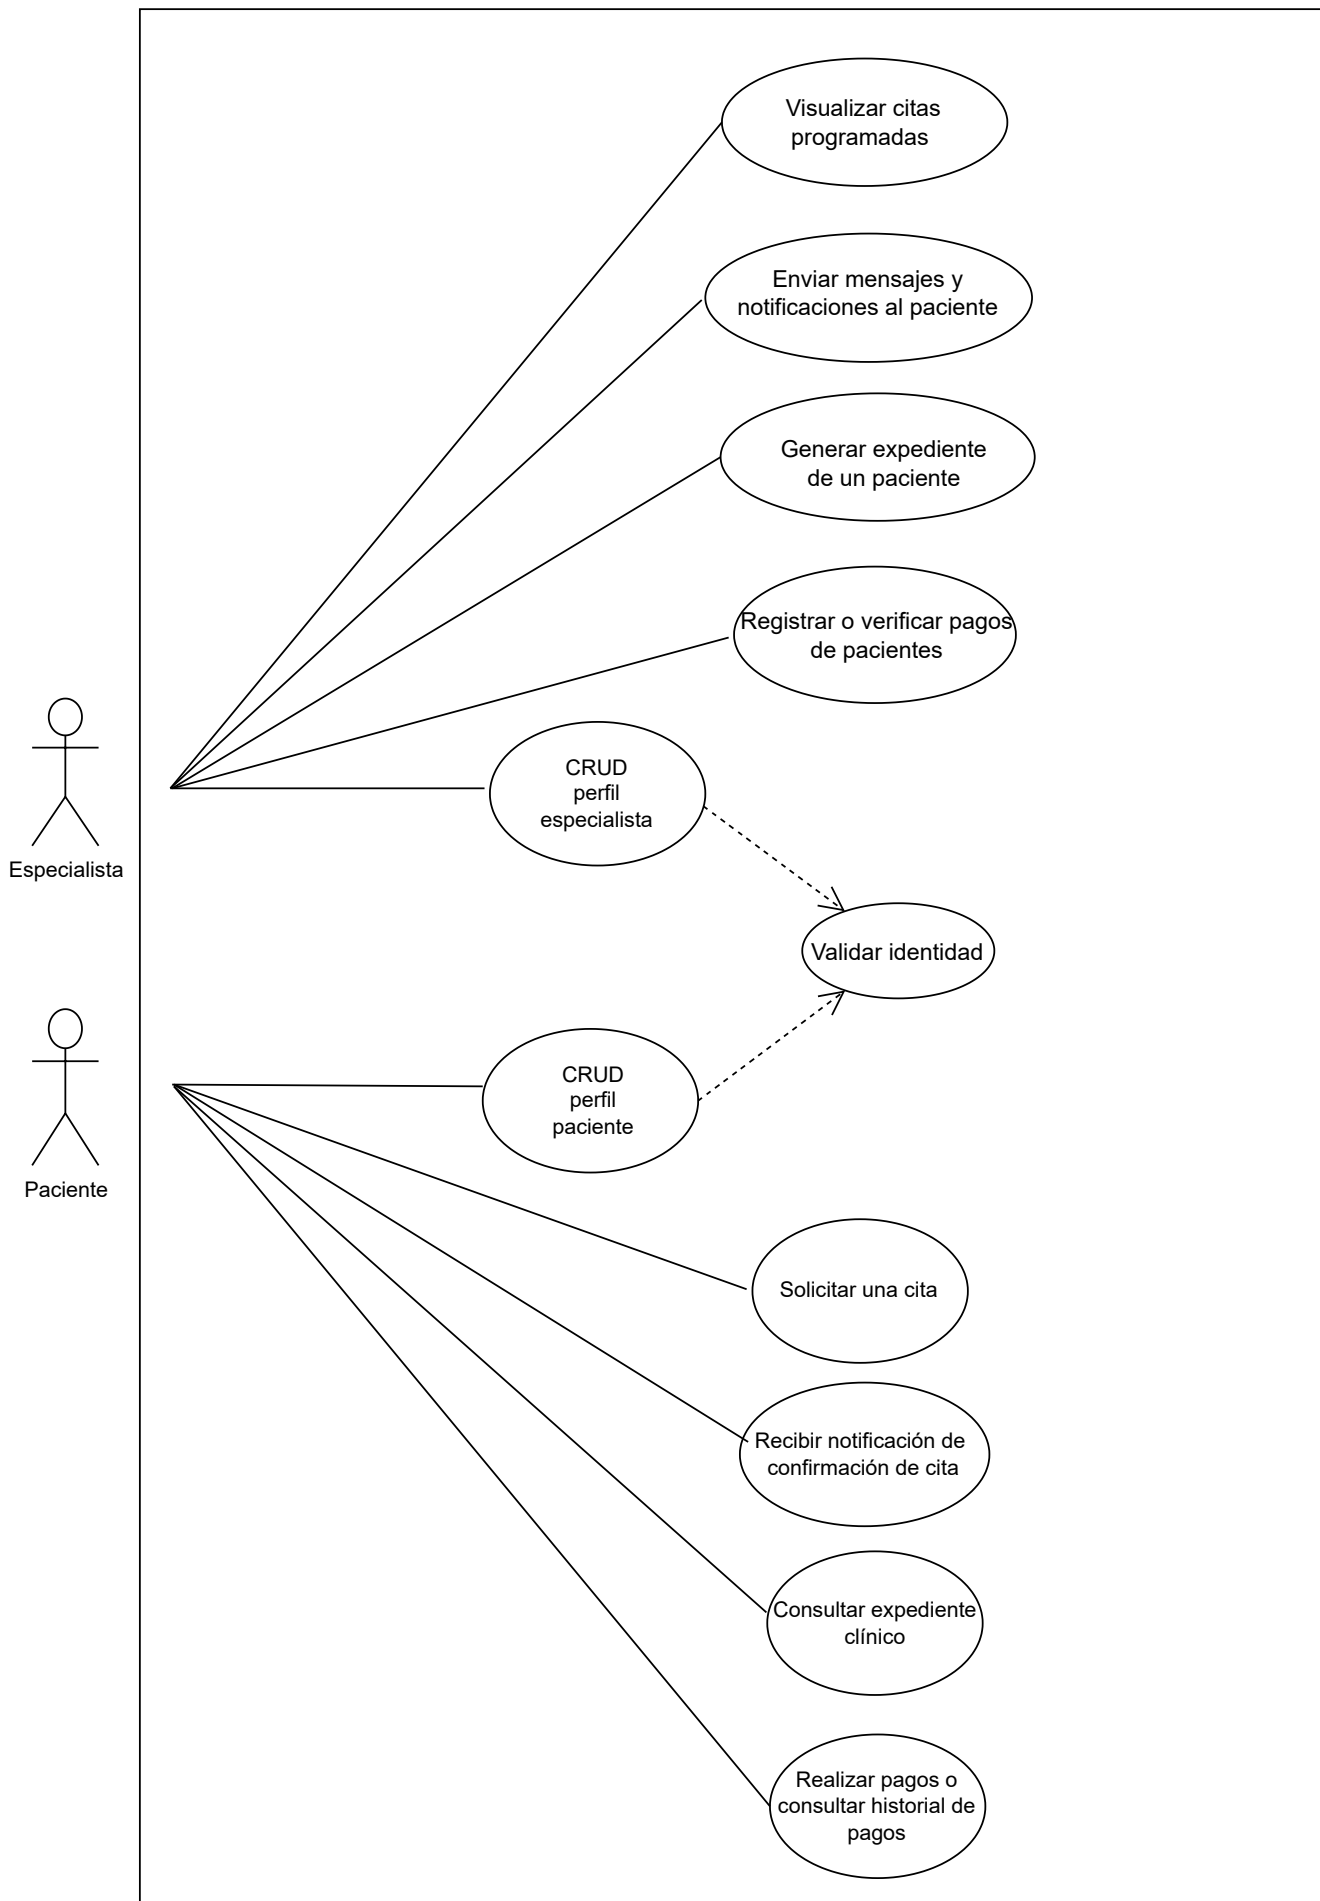 Visualizar citas
programadas
Enviar mensajes y
notificaciones al paciente
Generar expediente
de un paciente
Registrar o verificar pagos
de pacientes
CRUD
perfil
especialista
Especialista
Validar identidad
CRUD
perfil
paciente
Paciente
Solicitar una cita
Recibir notificación de
confirmación de cita
Consultar expediente
clínico
Realizar pagos o
consultar historial de
pagos